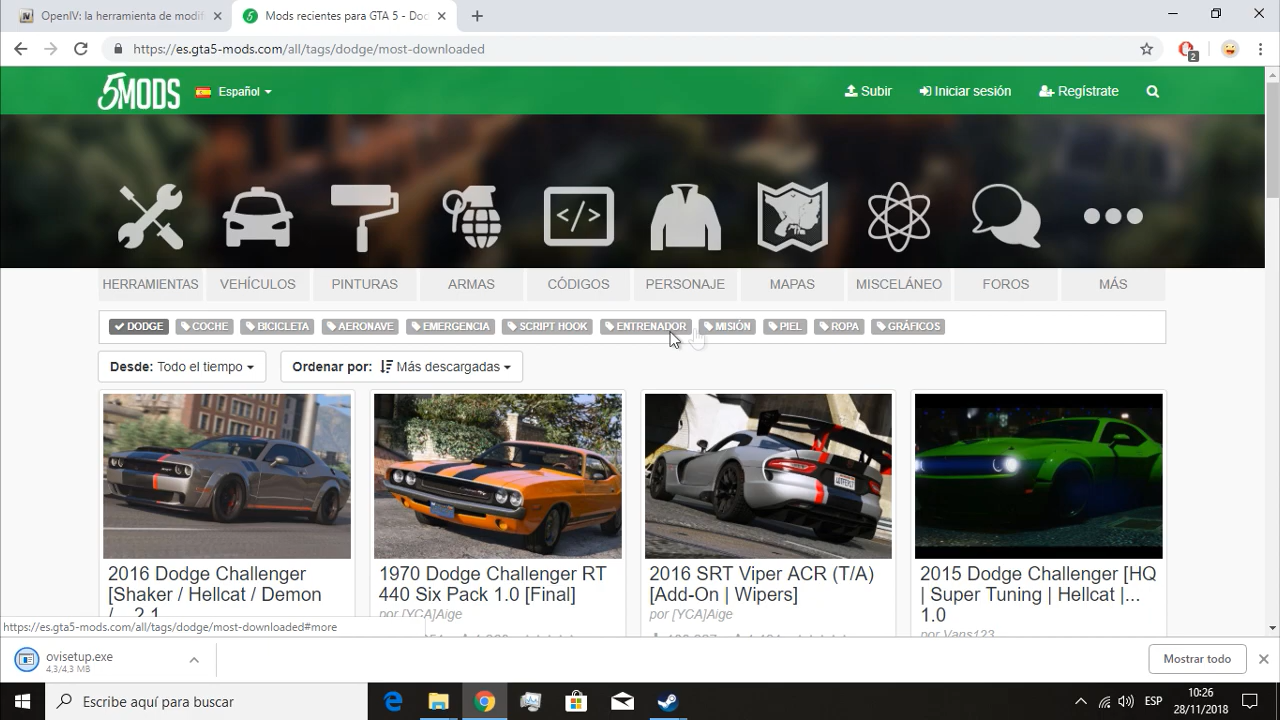 OpenIV: la herramienta de modif
Mods recientes para GTA 5 - Doc
https://es.gta5-mods.com/all/tags/dodge/most-downloaded
2
5MODS
Español
Subir
Iniciar sesión
Regístrate
HERRAMIENTAS
VEHÍCULOS
PINTURAS
ARMAS
CÓDIGOS
PERSONAJE
MAPAS
MISCELÁNEO
FOROS
MÁS
DODGE
COCHE
BICICLETA
AERONAVE
EMERGENCIA
SCRIPT HOOK
ENTRENADOR
MISIÓN
PIEL
ROPA
GRÁFICOS
Desde: Todo el tiempo
Ordenar por: Más descargadas
2016 Dodge Challenger
[Shaker / Hellcat / Demon
/... 2.1
1970 Dodge Challenger RT
440 Six Pack 1.0 [Final]
por [YCA]Aige
2016 SRT Viper ACR (T/A)
[Add-On | Wipers]
por [YCA]Aige
2015 Dodge Challenger [HQ
| Super Tuning | Hellcat |...
1.0
por Vans123
https://es.gta5-mods.com/all/tags/dodge/most-downloaded#more
ovisetup.exe
4,3/4,3 MB
Mostrar todo
Escribe aquí para buscar
ESP
10:26
28/11/2018